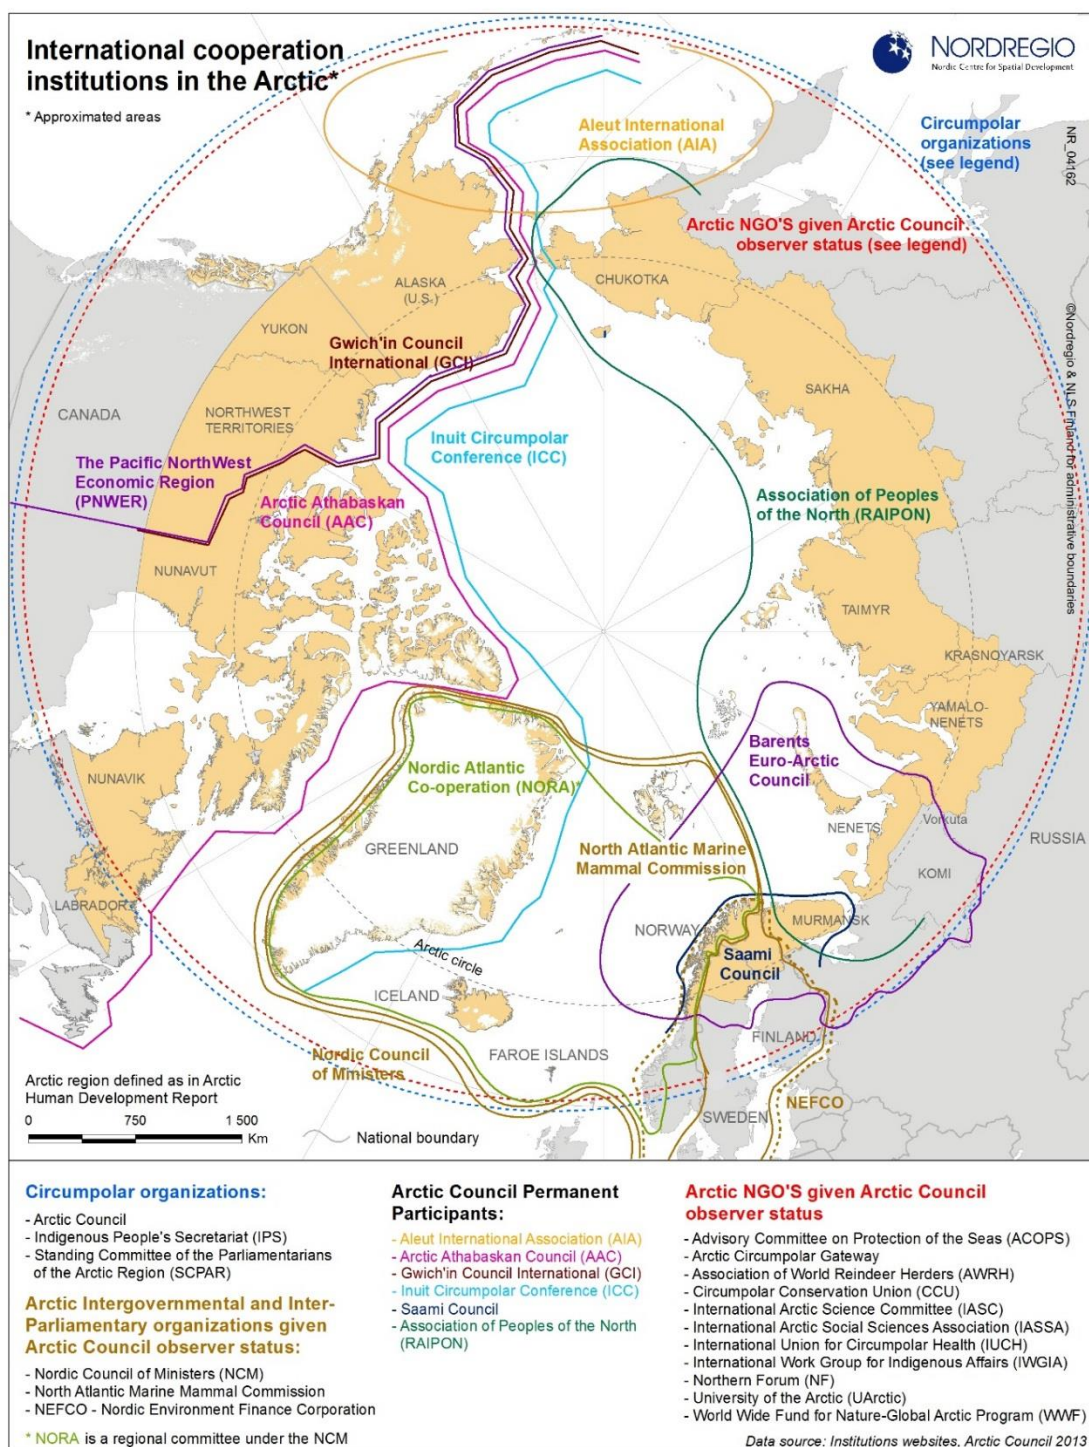 International cooperation
institutions in the Arctic*
* Approximated areas
NORDREGIO
Nordic Centre for Spatial Development
NR_04162
©Nordregio & NLS Finland for administrative boundaries
Aleut International
Association (AIA)
Circumpolar
organizations
(see legend)
Arctic NGO'S given Arctic Council
observer status (see legend)
CHUKOTKA
ALASKA
(U.S.)
YUKON
Gwich'in Council
International (GCI)
SAKHA
CANADA
NORTHWEST
TERRITORIES
Inuit Circumpolar
Conference (ICC)
The Pacific NorthWest
Economic Region
(PNWER)
Arctic Athabaskan
Council (AAC)
Association of Peoples
of the North (RAIPON)
NUNAVUT
TAIMYR
KRASNOYARSK
YAMALO-
NENETS
Barents
Euro-Arctic
Council
NUNAVIK
Nordic Atlantic
Co-operation (NORA)*
NENETS
Vorkuta
RUSSIA
GREENLAND
North Atlantic Marine
Mammal Commission
KOMI
LABRADOR
NORWAY
MURMANSK
Arctic circle
Saami
Council
ICELAND
FINLAND
Nordic Council
of Ministers
FAROE ISLANDS
SWEDEN
NEFCO
Arctic region defined as in Arctic
Human Development Report
0 750 1 500
Km
National boundary
Circumpolar organizations:
- Arctic Council
- Indigenous People's Secretariat (IPS)
- Standing Committee of the Parliamentarians
of the Arctic Region (SCPAR)
Arctic Intergovernmental and Inter-
Parliamentary organizations given
Arctic Council observer status:
- Nordic Council of Ministers (NCM)
- North Atlantic Marine Mammal Commission
- NEFCO - Nordic Environment Finance Corporation
* NORA is a regional committee under the NCM
Arctic Council Permanent
Participants:
- Aleut International Association (AIA)
- Arctic Athabaskan Council (AAC)
- Gwich'in Council International (GCI)
- Inuit Circumpolar Conference (ICC)
- Saami Council
- Association of Peoples of the North
(RAIPON)
Arctic NGO'S given Arctic Council
observer status
- Advisory Committee on Protection of the Seas (ACOPS)
- Arctic Circumpolar Gateway
- Association of World Reindeer Herders (AWRH)
- Circumpolar Conservation Union (CCU)
- International Arctic Science Committee (IASC)
- International Arctic Social Sciences Association (IASSA)
- International Union for Circumpolar Health (IUCH)
- International Work Group for Indigenous Affairs (IWGIA)
- Northern Forum (NF)
- University of the Arctic (UArctic)
- World Wide Fund for Nature-Global Arctic Program (WWF)
Data source: Institutions websites, Arctic Council 2013